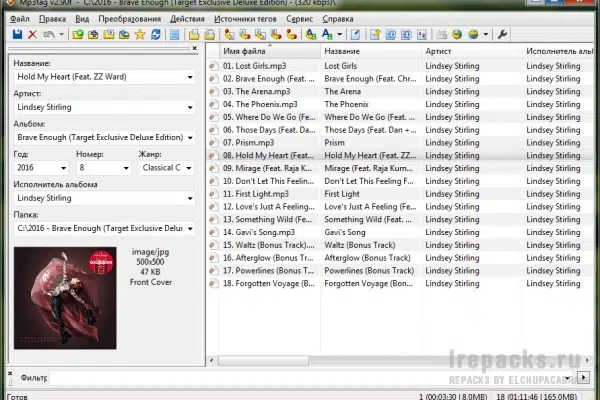 Mp3tag v2.90f - C:\2016 - Brave Enough (Target Exclusive Deluxe Edition) - (320 kbps)\
Файл Правка Вид Преобразования Действия Источники тегов Сервис Справка
Название:
Hold My Heart (Feat. ZZ Ward)
Артист:
Lindsey Stirling
Альбом:
Brave Enough (Target Exclusive Deluxe Edition)
Год: Номер: Жанр:
2016 8 Classical C
Исполнитель альбома
Lindsey Stirling
Папка:
C:\2016 - Brave Enough (Target Exclusive Delux
image/jpg
500x500
47 KB
Front Cover
Имя файла Название Артист Исполнитель альб
01. Lost Girls.mp3 Lost Girls Lindsey Stirling Lindsey Stirling
02. Brave Enough (Feat.... Brave Enough (Feat. Chr... Lindsey Stirling Lindsey Stirling
03. The Arena.mp3 The Arena Lindsey Stirling Lindsey Stirling
04. The Phoenix.mp3 The Phoenix Lindsey Stirling Lindsey Stirling
05. Where Do We Go (Fe... Where Do We Go (Feat. ... Lindsey Stirling Lindsey Stirling
06. Those Days (Feat. Da... Those Days (Feat. Dan +... Lindsey Stirling Lindsey Stirling
07. Prism.mp3 Prism Lindsey Stirling Lindsey Stirling
08. Hold My Heart (Feat.... Hold My Heart (Feat. ZZ... Lindsey Stirling Lindsey Stirling
09. Mirage (Feat. Raja K... Mirage (Feat. Raja Kum... Lindsey Stirling Lindsey Stirling
10. Don't Let This Feeling... Don't Let This Feeling F... Lindsey Stirling Lindsey Stirling
11. First Light.mp3 First Light Lindsey Stirling Lindsey Stirling
12. Love's Just A Feeling... Love's Just A Feeling (Fe... Lindsey Stirling Lindsey Stirling
13. Something Wild (Fea... Something Wild (Feat. ... Lindsey Stirling Lindsey Stirling
14. Gavi's Song.mp3 Gavi's Song Lindsey Stirling Lindsey Stirling
15. Waltz (Bonus Track).... Waltz (Bonus Track) Lindsey Stirling Lindsey Stirling
16. Afterglow (Bonus Tr... Afterglow (Bonus Track) Lindsey Stirling Lindsey Stirling
17. Powerlines (Bonus T... Powerlines (Bonus Track) Lindsey Stirling Lindsey Stirling
18. Forgotten Voyage (B... Forgotten Voyage (Bon... Lindsey Stirling Lindsey Stirling
lrepacks.ru
REPACKS BY ELCHUPACABRA
Фильтр
Готов 1 (00:03:30 | 8.0MB) 18 (01:11:46 | 165.0MB)